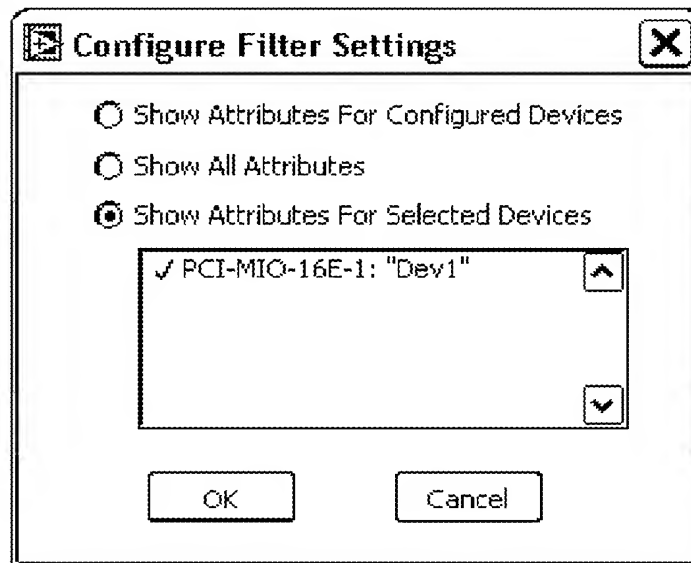 Configure Filter Settings
Show Attributes For Configured Devices
Show All Attributes
Show Attributes For Selected Devices
✓ PCI-MIO-16E-1: "Dev1"
OK Cancel